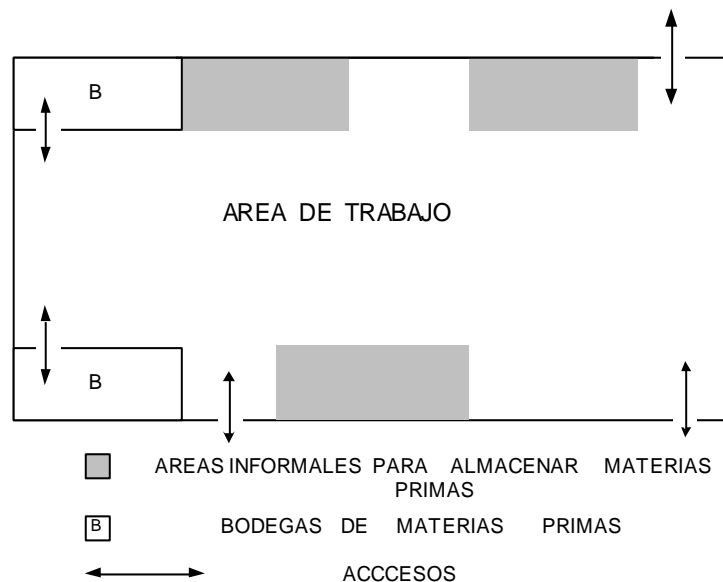 B
AREA DE TRABAJO
B
AREAS INFORMALES PARA ALMACENAR MATERIAS
PRIMAS
B BODEGAS DE MATERIAS PRIMAS
ACCCESOS